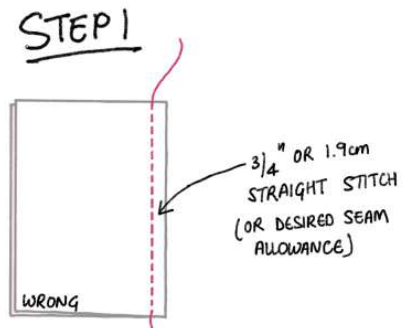 STEP 1
3/4" OR 1.9cm
STRAIGHT STITCH
(OR DESIRED SEAM
ALLOWANCE)
WRONG